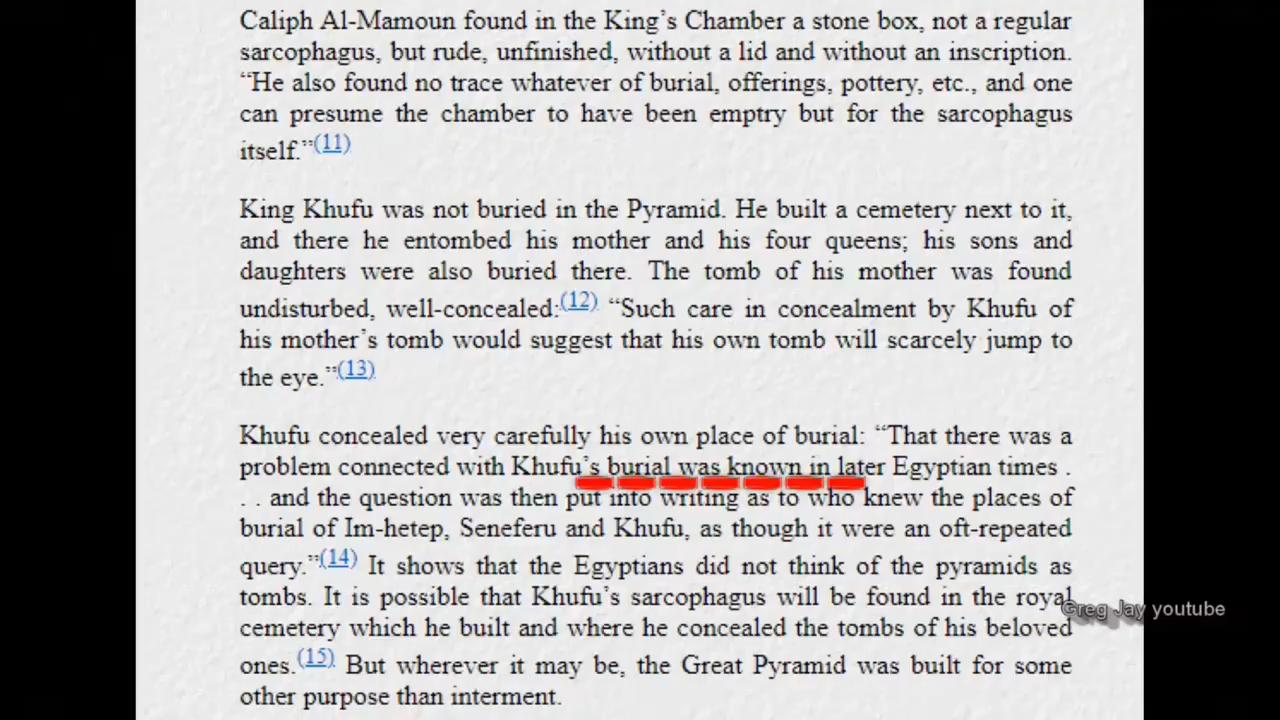 Caliph Al-Mamoun found in the King’s Chamber a stone box, not a regular
sarcophagus, but rude, unfinished, without a lid and without an inscription.
“He also found no trace whatever of burial, offerings, pottery, etc., and one
can presume the chamber to have been emptry but for the sarcophagus
itself.”(11)
King Khufu was not buried in the Pyramid. He built a cemetery next to it,
and there he entombed his mother and his four queens; his sons and
daughters were also buried there. The tomb of his mother was found
undisturbed, well-concealed:(12) “Such care in concealment by Khufu of
his mother’s tomb would suggest that his own tomb will scarcely jump to
the eye.”(13)
Khufu concealed very carefully his own place of burial: “That there was a
problem connected with Khufu’s burial was known in later Egyptian times .
. . and the question was then put into writing as to who knew the places of
burial of Im-hetep, Seneferu and Khufu, as though it were an oft-repeated
query.”(14) It shows that the Egyptians did not think of the pyramids as
tombs. It is possible that Khufu’s sarcophagus will be found in the royal
cemetery which he built and where he concealed the tombs of his beloved
ones.(15) But wherever it may be, the Great Pyramid was built for some
other purpose than interment.
Greg Jay youtube